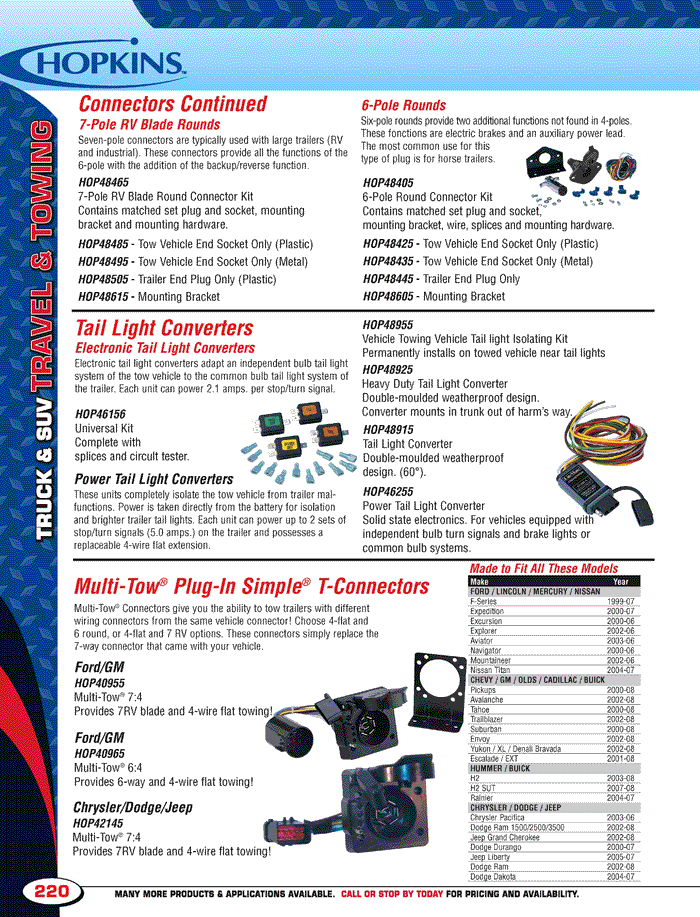 HOPKINS™
TRUCK & SUV TRAVEL & TOWING
Connectors Continued
7-Pole RV Blade Rounds
Seven-pole connectors are typically used with large trailers (RV
and industrial). These connectors provide all the functions of the
6-pole with the addition of the backup/reverse function.
HOP48465
7-Pole RV Blade Round Connector Kit
Contains matched set plug and socket, mounting
bracket and mounting hardware.
HOP48485 - Tow Vehicle End Socket Only (Plastic)
HOP48495 - Tow Vehicle End Socket Only (Metal)
HOP48505 - Trailer End Plug Only (Plastic)
HOP48615 - Mounting Bracket
6-Pole Rounds
Six-pole rounds provide two additional functions not found in 4-poles.
These fonctions are electric brakes and an auxiliary power lead.
The most common use for this
type of plug is for horse trailers.
HOP48405
6-Pole Round Connector Kit
Contains matched set plug and socket,
mounting bracket, wire, splices and mounting hardware.
HOP48425 - Tow Vehicle End Socket Only (Plastic)
HOP48435 - Tow Vehicle End Socket Only (Metal)
HOP48445 - Trailer End Plug Only
HOP48605 - Mounting Bracket
Tail Light Converters
Electronic Tail Light Converters
Electronic tail light converters adapt an independent bulb tail light
system of the tow vehicle to the common bulb tail light system of
the trailer. Each unit can power 2.1 amps. per stop/turn signal.
HOP46156
Universal Kit
Complete with
splices and circuit tester.
Power Tail Light Converters
These units completely isolate the tow vehicle from trailer mal-
functions. Power is taken directly from the battery for isolation
and brighter trailer tail lights. Each unit can power up to 2 sets of
stop/turn signals (5.0 amps.) on the trailer and possesses a
replaceable 4-wire flat extension.
HOP48955
Vehicle Towing Vehicle Tail light Isolating Kit
Permanently installs on towed vehicle near tail lights
HOP48925
Heavy Duty Tail Light Converter
Double-moulded weatherproof design.
Converter mounts in trunk out of harm's way.
HOP48915
Tail Light Converter
Double-moulded weatherproof
design. (60°).
HOP46255
Power Tail Light Converter
Solid state electronics. For vehicles equipped with
independent bulb turn signals and brake lights or
common bulb systems.
Multi-Tow® Plug-In Simple® T-Connectors
Multi-Tow® Connectors give you the ability to tow trailers with different
wiring connectors from the same vehicle connector! Choose 4-flat and
6 round, or 4-flat and 7 RV options. These connectors simply replace the
7-way connector that came with your vehicle.
Ford/GM
HOP40955
Multi-Tow® 7:4
Provides 7RV blade and 4-wire flat towing!
Ford/GM
HOP40965
Multi-Tow® 6:4
Provides 6-way and 4-wire flat towing!
Chrysler/Dodge/Jeep
HOP42145
Multi-Tow® 7:4
Provides 7RV blade and 4-wire flat towing!
Made to Fit All These Models
Make Year
FORD / LINCOLN / MERCURY / NISSAN
F-Series 1999-07
Expedition 2000-07
Excursion 2000-06
Explorer 2002-06
Aviator 2003-06
Navigator 2000-06
Mountaineer 2002-06
Nissan Titan 2004-07
CHEVY / GM / OLDS / CADILLAC / BUICK
Pickups 2000-08
Avalanche 2002-08
Tahoe 2000-08
Trailblazer 2002-08
Suburban 2000-08
Envoy 2002-08
Yukon / XL / Denali Bravada 2002-08
Escalade / EXT 2001-08
HUMMER / BUICK
H2 2003-08
H2 SUT 2007-08
Rainier 2004-07
CHRYSLER / DODGE / JEEP
Chrysler Pacifica 2003-06
Dodge Ram 1500/2500/3500 2002-08
Jeep Grand Cherokee 2002-08
Dodge Durango 2000-07
Jeep Liberty 2005-07
Dodge Ram 2002-08
Dodge Dakota 2004-07
220
MANY MORE PRODUCTS & APPLICATIONS AVAILABLE. CALL OR STOP BY TODAY FOR PRICING AND AVAILABILITY.